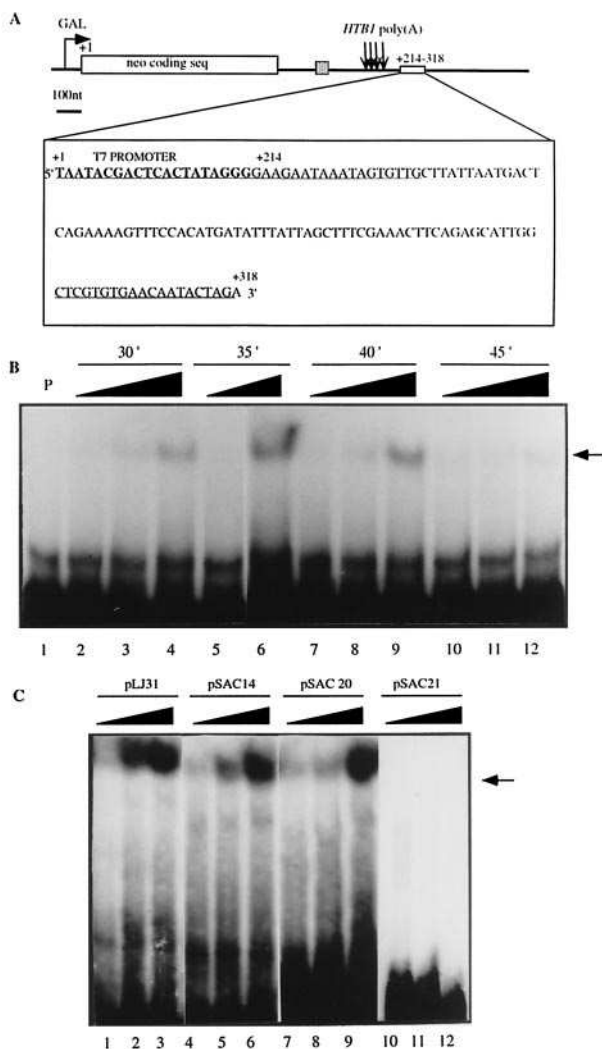 A
GAL
+1
neo coding seq
HTB1 poly(A)
+214-318
100nt
+1 T7 PROMOTER +214
5' TAATACGACTCACTATAGGGGAAGAATAAATAGTGTTGCTTATTAATGACT
CAGAAAAGTTTCCACATGATATTTATTAGCTTTCGAAACTTCAGAGCATTGG
+318
CTCGTGTGAACAATACTAGA 3'
B
P 30' 35' 40' 45'
1 2 3 4 5 6 7 8 9 10 11 12
C
pLJ31 pSAC14 pSAC 20 pSAC21
1 2 3 4 5 6 7 8 9 10 11 12